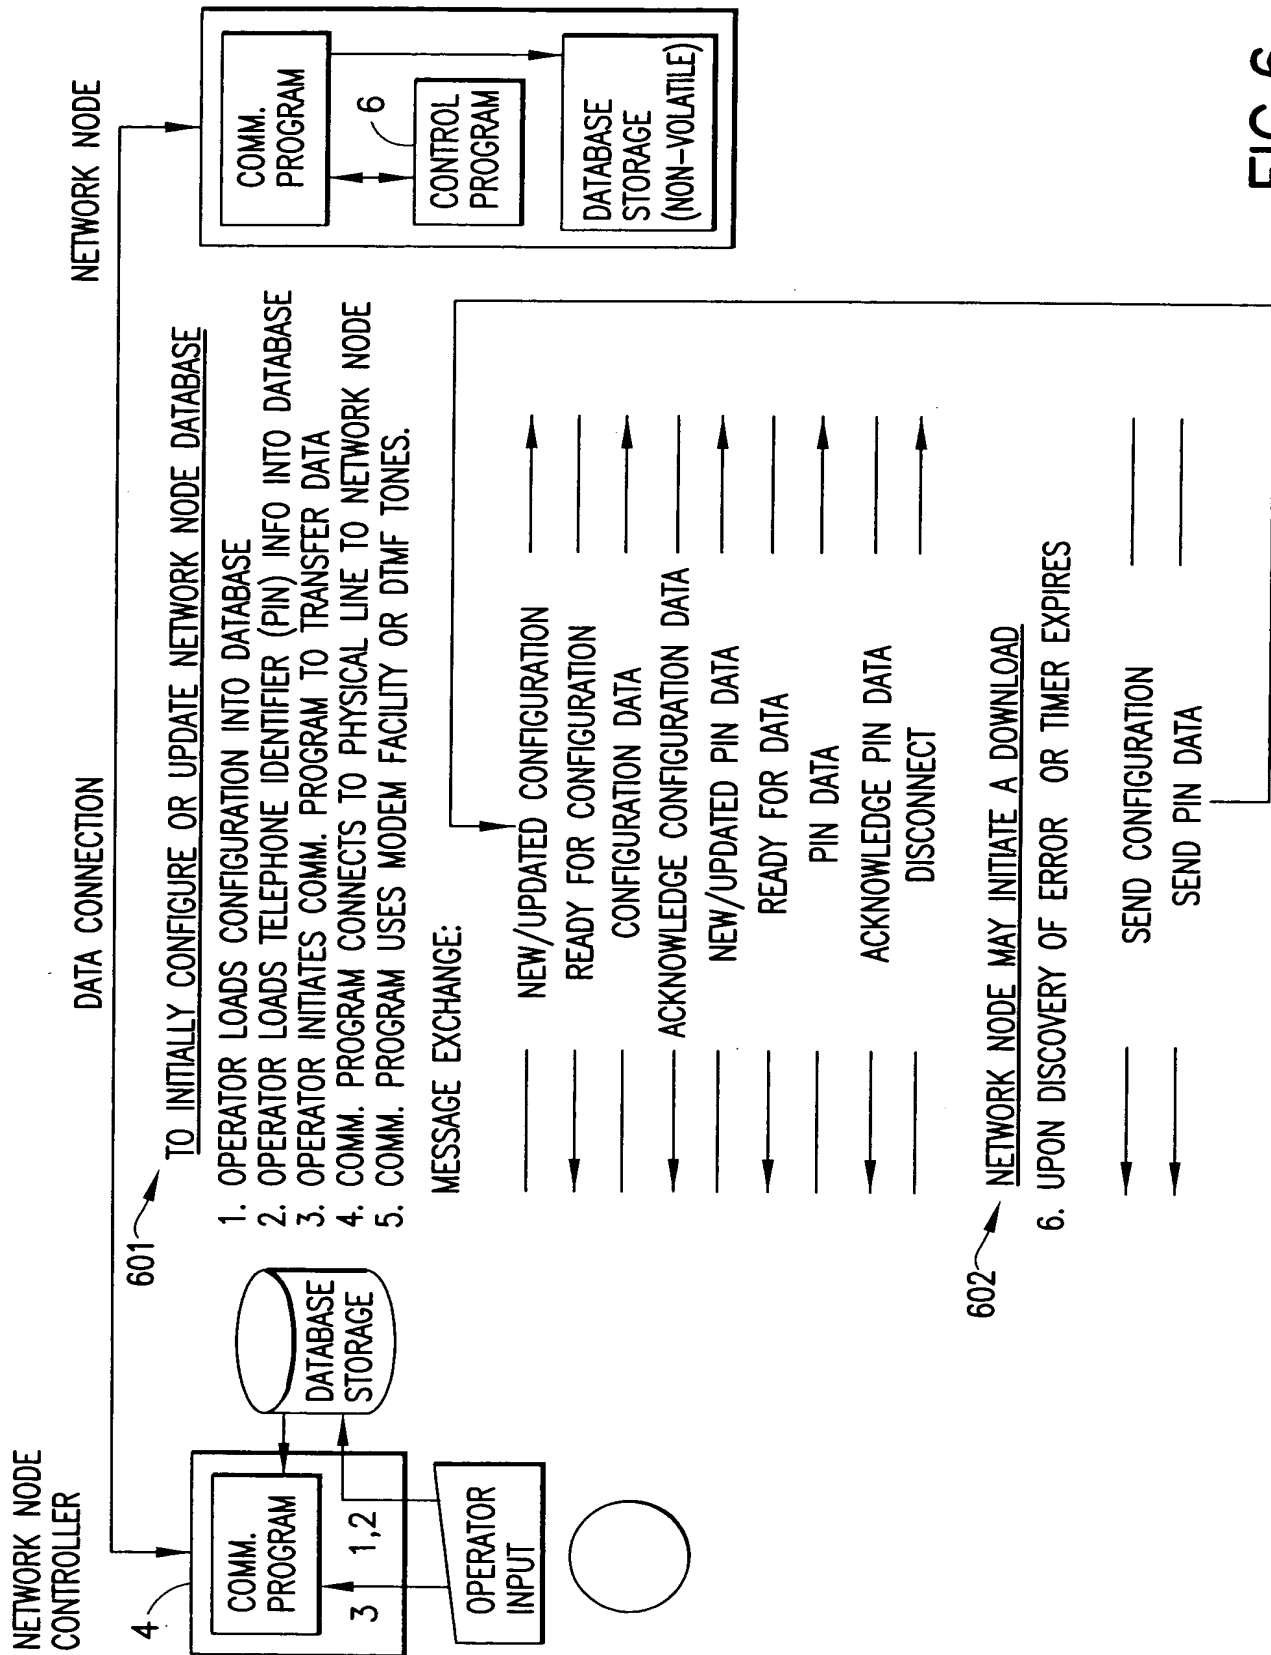 NETWORK NODE
CONTROLLER
4
COMM.
PROGRAM
3 1,2
OPERATOR
INPUT
DATABASE
STORAGE
DATA CONNECTION
NETWORK NODE
COMM.
PROGRAM
6
CONTROL
PROGRAM
DATABASE
STORAGE
(NON-VOLATILE)
601
TO INITIALLY CONFIGURE OR UPDATE NETWORK NODE DATABASE
1. OPERATOR LOADS CONFIGURATION INTO DATABASE
2. OPERATOR LOADS TELEPHONE IDENTIFIER (PIN) INFO INTO DATABASE
3. OPERATOR INITIATES COMM. PROGRAM TO TRANSFER DATA
4. COMM. PROGRAM CONNECTS TO PHYSICAL LINE TO NETWORK NODE
5. COMM. PROGRAM USES MODEM FACILITY OR DTMF TONES.
MESSAGE EXCHANGE:
NEW/UPDATED CONFIGURATION
READY FOR CONFIGURATION
CONFIGURATION DATA
ACKNOWLEDGE CONFIGURATION DATA
NEW/UPDATED PIN DATA
READY FOR DATA
PIN DATA
ACKNOWLEDGE PIN DATA
DISCONNECT
602
NETWORK NODE MAY INITIATE A DOWNLOAD
6. UPON DISCOVERY OF ERROR OR TIMER EXPIRES
SEND CONFIGURATION
SEND PIN DATA
FIG.6